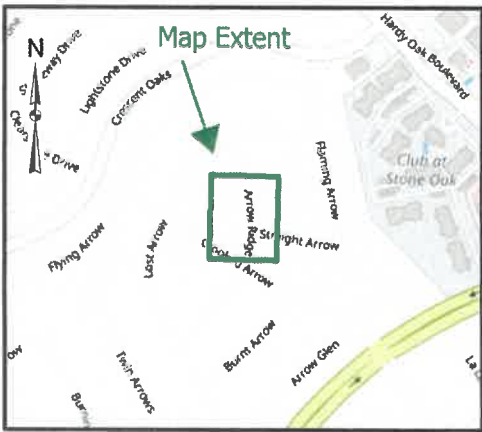 Map Extent
N
Hardy Oak Boulevard
Lightstone Drive
Crescent Oaks
Drive
Club at
Stone Oak
Flaming Arrow
Arrow Ridge
Straight Arrow
Arrow
Flying Arrow
Lost Arrow
Burnt Arrow
Arrow Glen
Twin Arrows